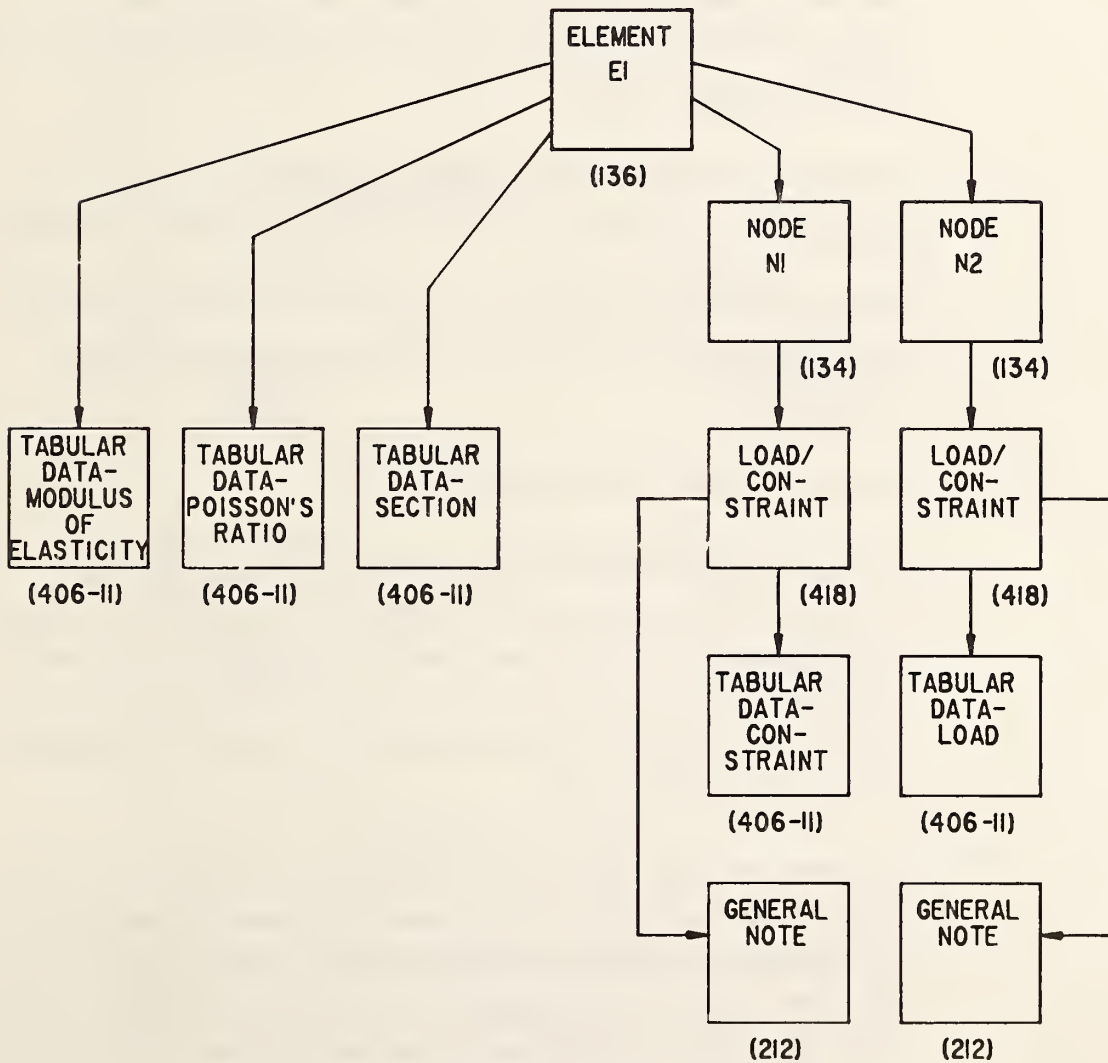 ELEMENT
E1
(136)
NODE
N1
(134)
NODE
N2
(134)
TABULAR
DATA-
MODULUS
OF
ELASTICITY
(406-11)
TABULAR
DATA-
POISSON'S
RATIO
(406-11)
TABULAR
DATA-
SECTION
(406-11)
LOAD/
CON-
STRAINT
(418)
LOAD/
CON-
STRAINT
(418)
TABULAR
DATA-
CON-
STRAINT
(406-11)
TABULAR
DATA-
LOAD
(406-11)
GENERAL
NOTE
(212)
GENERAL
NOTE
(212)